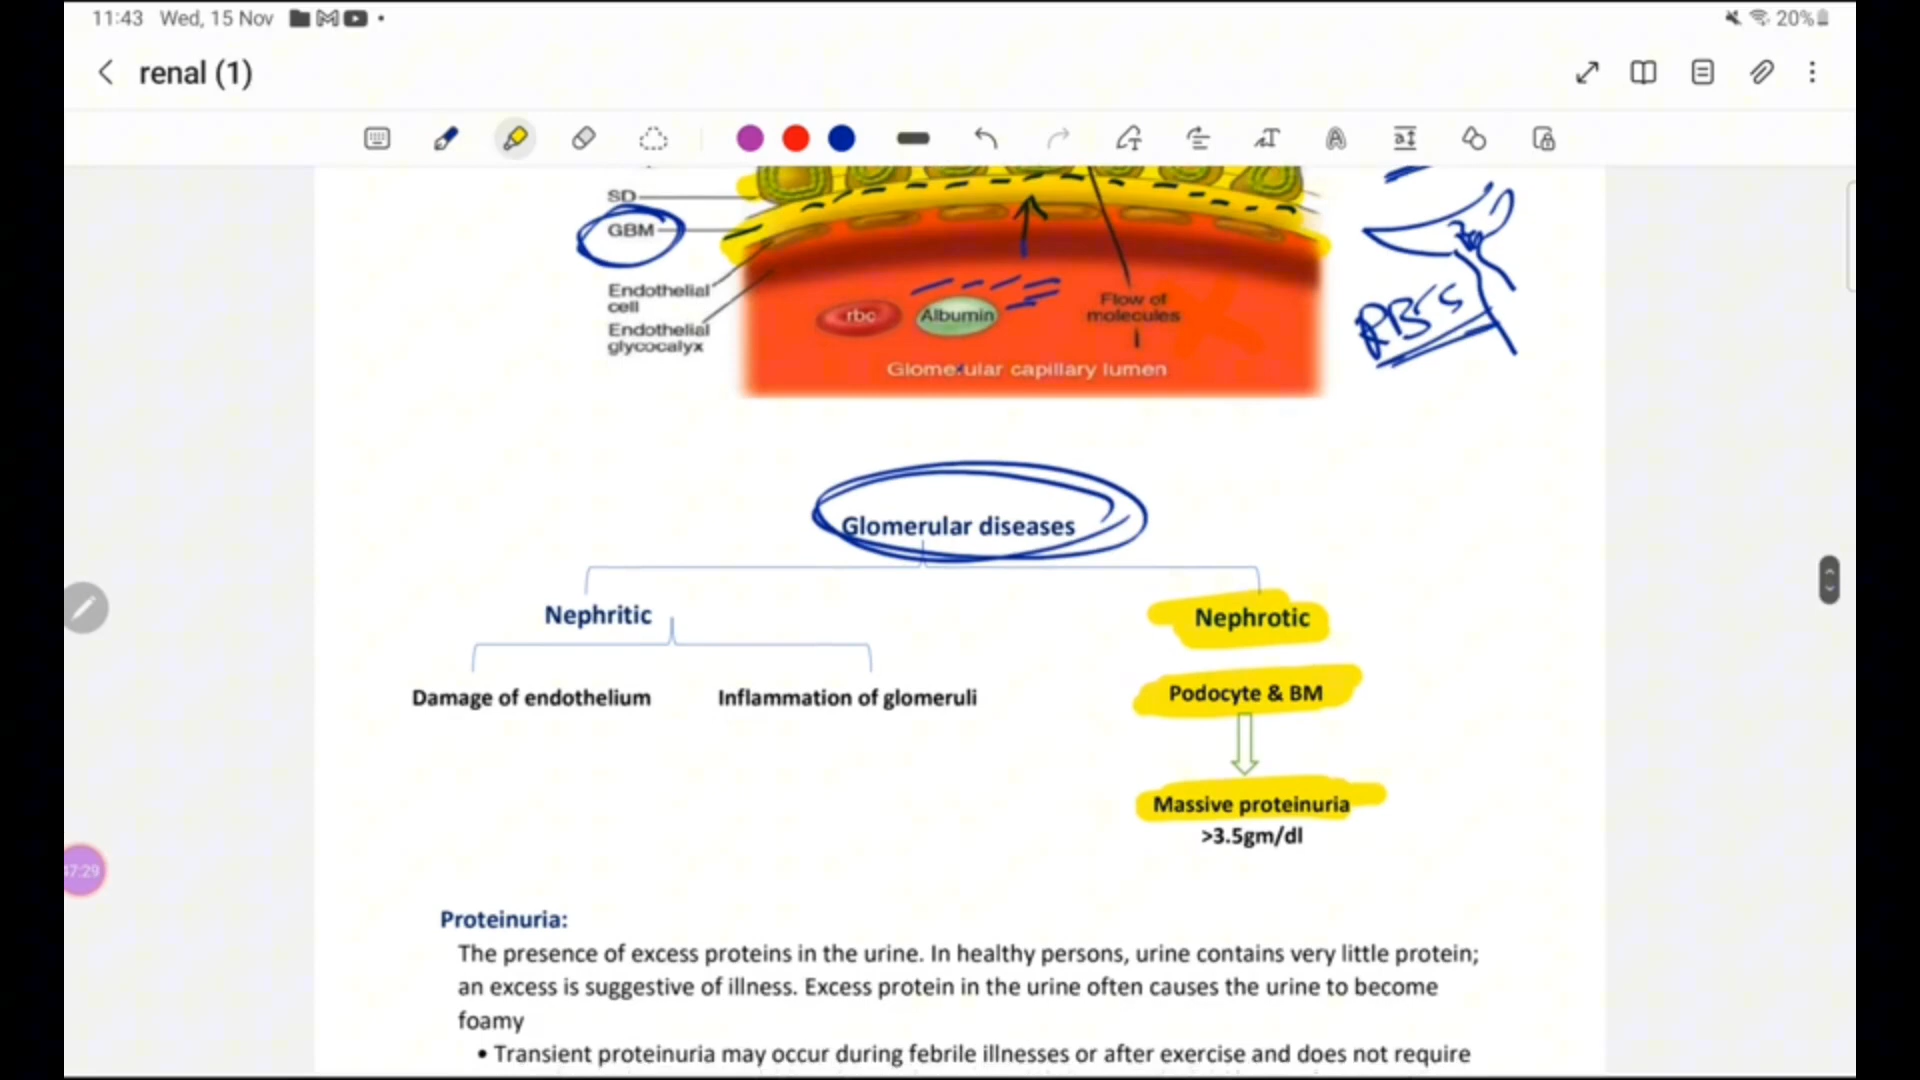 11:43 Wed, 15 Nov
20%
renal (1)
SD
GBM
Endothelial
cell
Endothelial
glycocalyx
rbc
Albumin
Flow of
molecules
Glomerular capillary lumen
RBCs
Glomerular diseases
Nephritic
Nephrotic
Damage of endothelium
Inflammation of glomeruli
Podocyte & BM
Massive proteinuria
>3.5gm/dl
47:29
Proteinuria:
The presence of excess proteins in the urine. In healthy persons, urine contains very little protein;
an excess is suggestive of illness. Excess protein in the urine often causes the urine to become
foamy
• Transient proteinuria may occur during febrile illnesses or after exercise and does not require